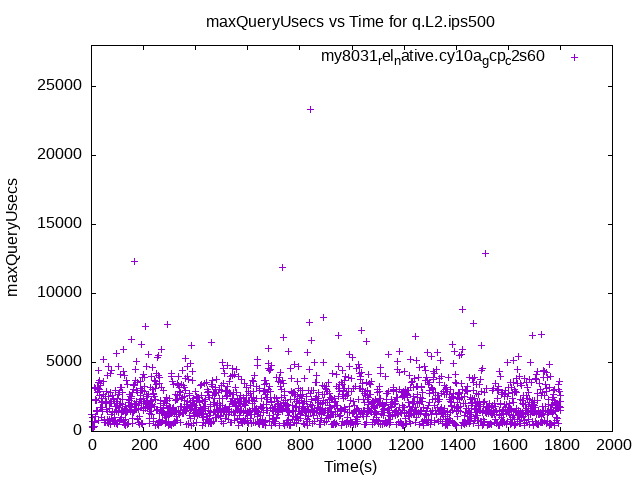 maxQueryUsecs vs Time for q.L2.ips500
my8031relnative.cy10agcpc2s60
25000
20000
15000
10000
5000
0
maxQueryUsecs
0 200 400 600 800 1000 1200 1400 1600 1800 2000
Time(s)